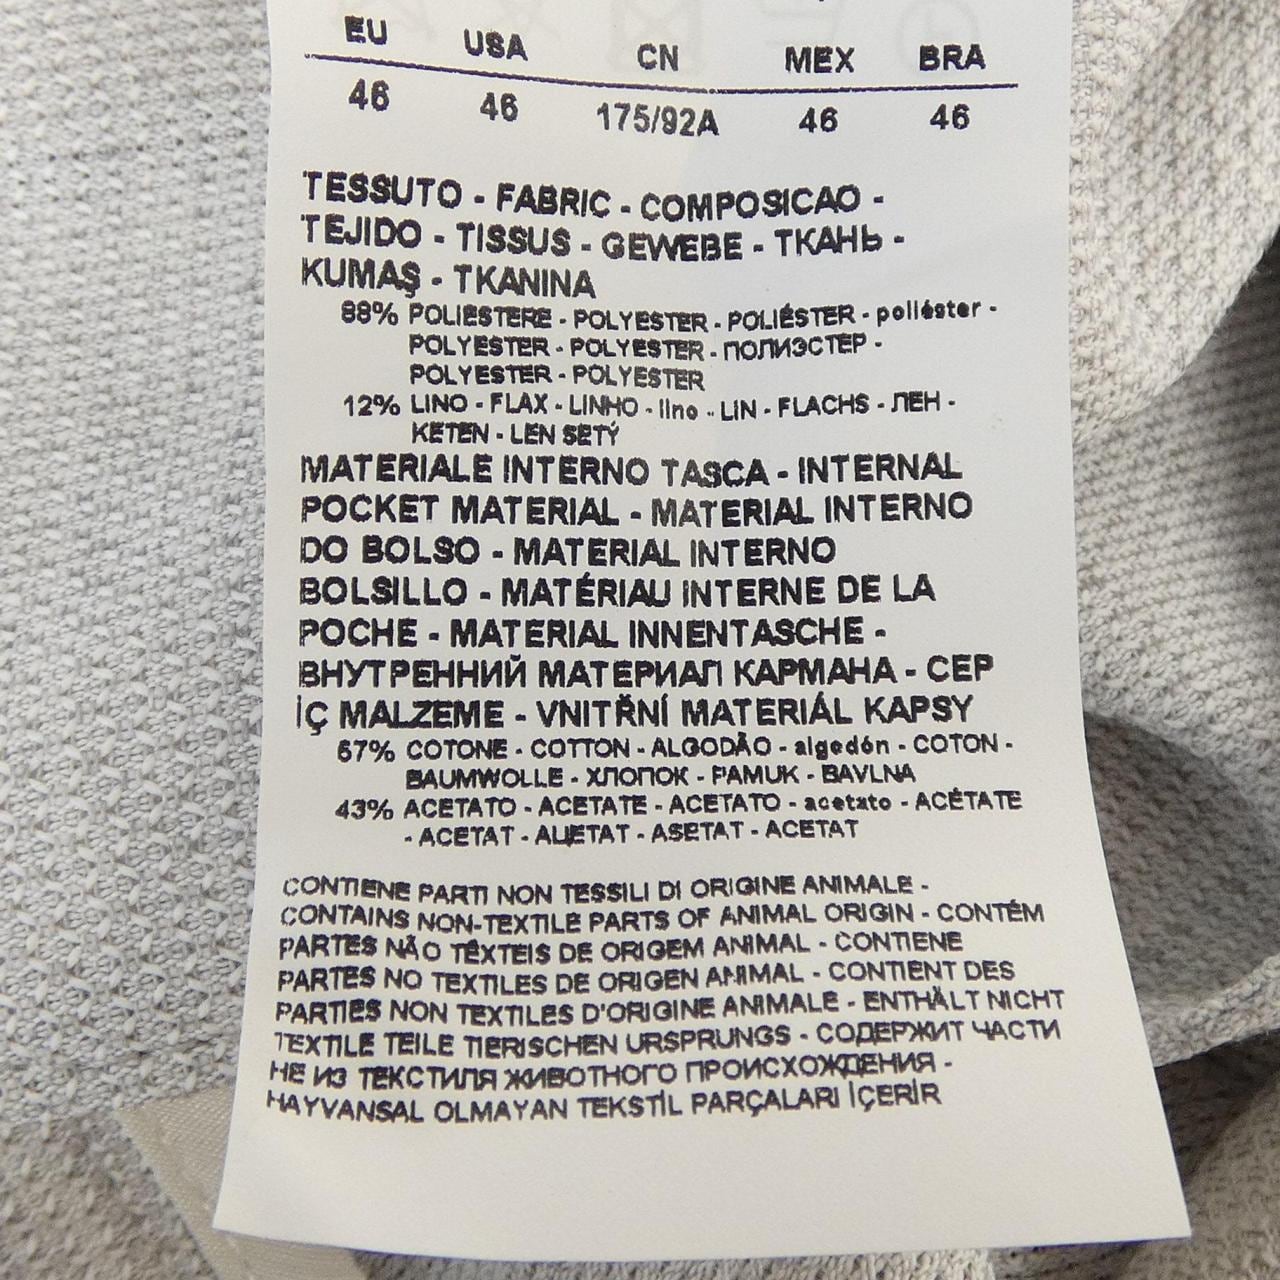 EU USA CN MEX BRA
46 46 175/92A 46 46
TESSUTO - FABRIC - COMPOSICAO -
TEJIDO - TISSUS - GEWEBE - ТКАНЬ -
KUMAŞ - TKANINA
88% POLIESTERE - POLYESTER - POLIÉSTER - poliéster -
POLYESTER - POLYESTER - ПОЛИЭСТЕР -
POLYESTER - POLYESTER
12% LINO - FLAX - LINHO - lino - LIN - FLACHS - ЛЕН -
KETEN - LEN SETÝ
MATERIALE INTERNO TASCA - INTERNAL
POCKET MATERIAL - MATERIAL INTERNO
DO BOLSO - MATERIAL INTERNO
BOLSILLO - MATÉRIAU INTERNE DE LA
POCHE - MATERIAL INNENTASCHE -
ВНУТРЕННИЙ МАТЕРИАЛ КАРМАНА - CEP
İÇ MALZEME - VNITŘNÍ MATERIÁL KAPSY
57% COTONE - COTTON - ALGODÃO - algodón - COTON -
BAUMWOLLE - ХЛОПОК - PAMUK - BAVLNA
43% ACETATO - ACETATE - ACETATO - acetato - ACÉTATE
- ACETAT - АЦЕТАТ - ASETAT - ACETAT
CONTIENE PARTI NON TESSILI DI ORIGINE ANIMALE -
CONTAINS NON-TEXTILE PARTS OF ANIMAL ORIGIN - CONTÉM
PARTES NÃO TÊXTEIS DE ORIGEM ANIMAL - CONTIENE
PARTES NO TEXTILES DE ORIGEN ANIMAL - CONTIENT DES
PARTIES NON TEXTILES D'ORIGINE ANIMALE - ENTHÄLT NICHT
TEXTILE TEILE TIERISCHEN URSPRUNGS - СОДЕРЖИТ ЧАСТИ
НЕ ИЗ ТЕКСТИЛЯ ЖИВОТНОГО ПРОИСХОЖДЕНИЯ -
HAYVANSAL OLMAYAN TEKSTİL PARÇALARI İÇERİR